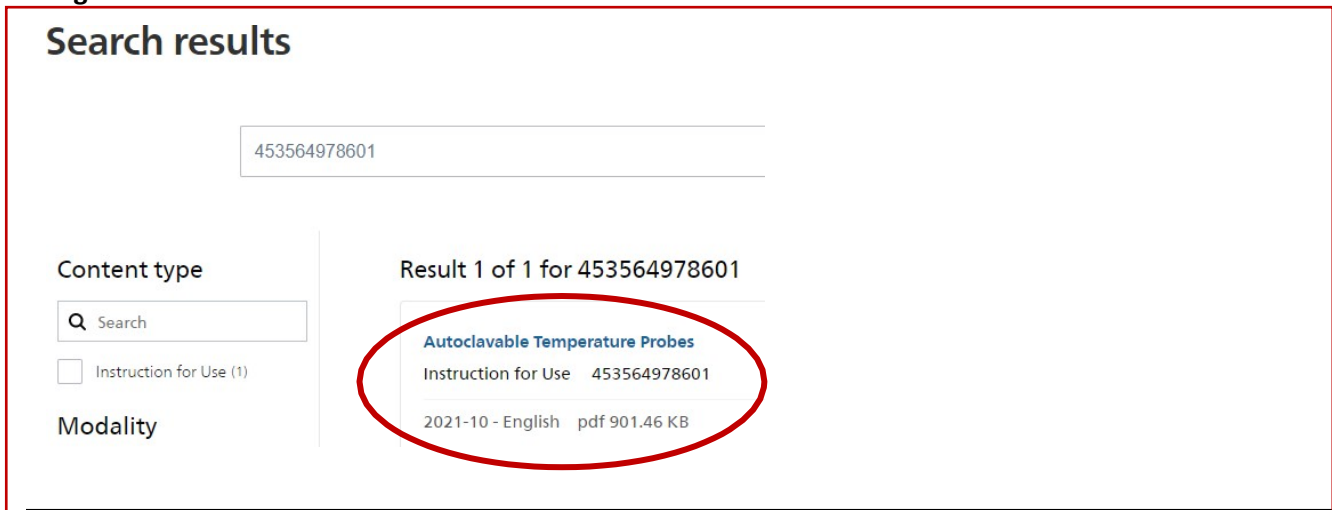 Search results
453564978601
Content type
Search
Instruction for Use (1)
Modality
Result 1 of 1 for 453564978601
Autoclavable Temperature Probes
Instruction for Use 453564978601
2021-10 - English pdf 901.46 KB